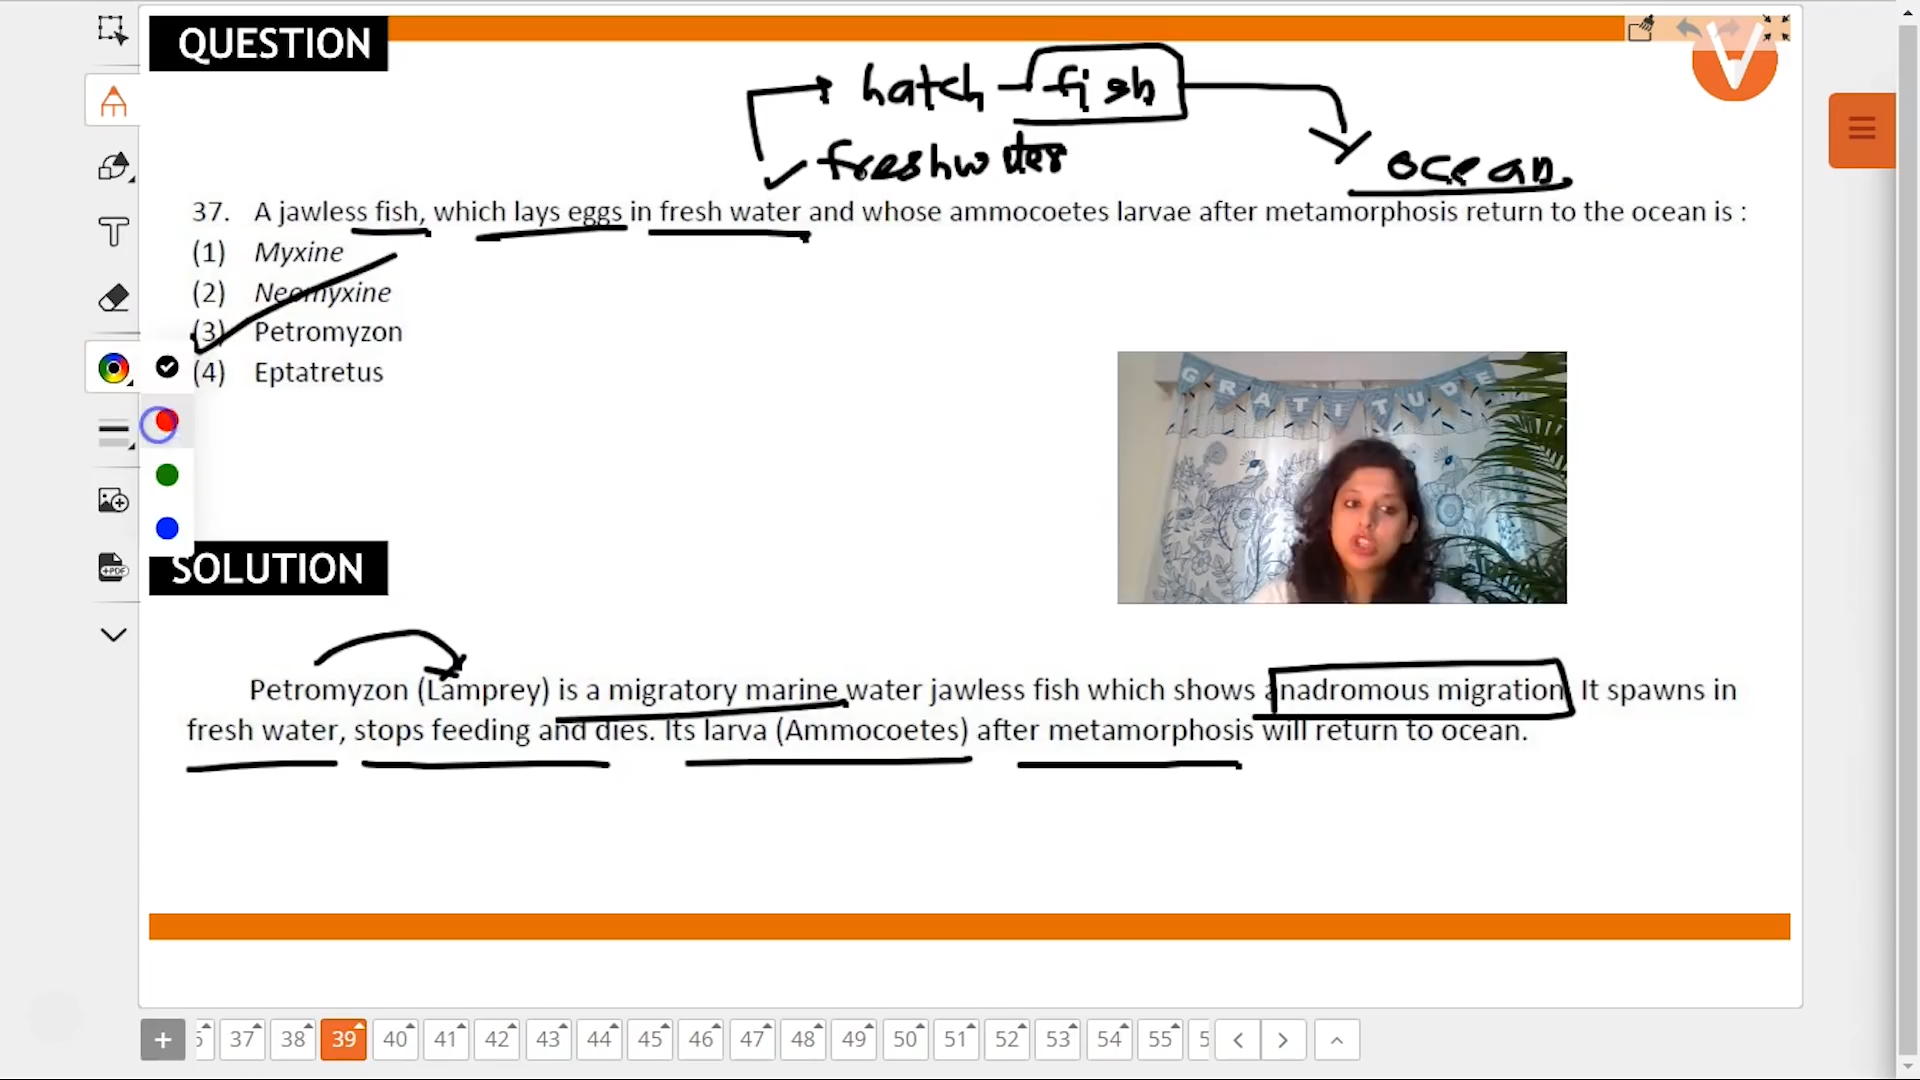 QUESTION
hatch fish
freshwater
ocean
37. A jawless fish, which lays eggs in fresh water and whose ammocoetes larvae after metamorphosis return to the ocean is :
(1) Myxine
(2) Neomyxine
(3) Petromyzon
(4) Eptatretus
GRATITUDE
+PDF
SOLUTION
Petromyzon (Lamprey) is a migratory marine water jawless fish which shows anadromous migration. It spawns in
fresh water, stops feeding and dies. Its larva (Ammocoetes) after metamorphosis will return to ocean.
37 38 39 40 41 42 43 44 45 46 47 48 49 50 51 52 53 54 55